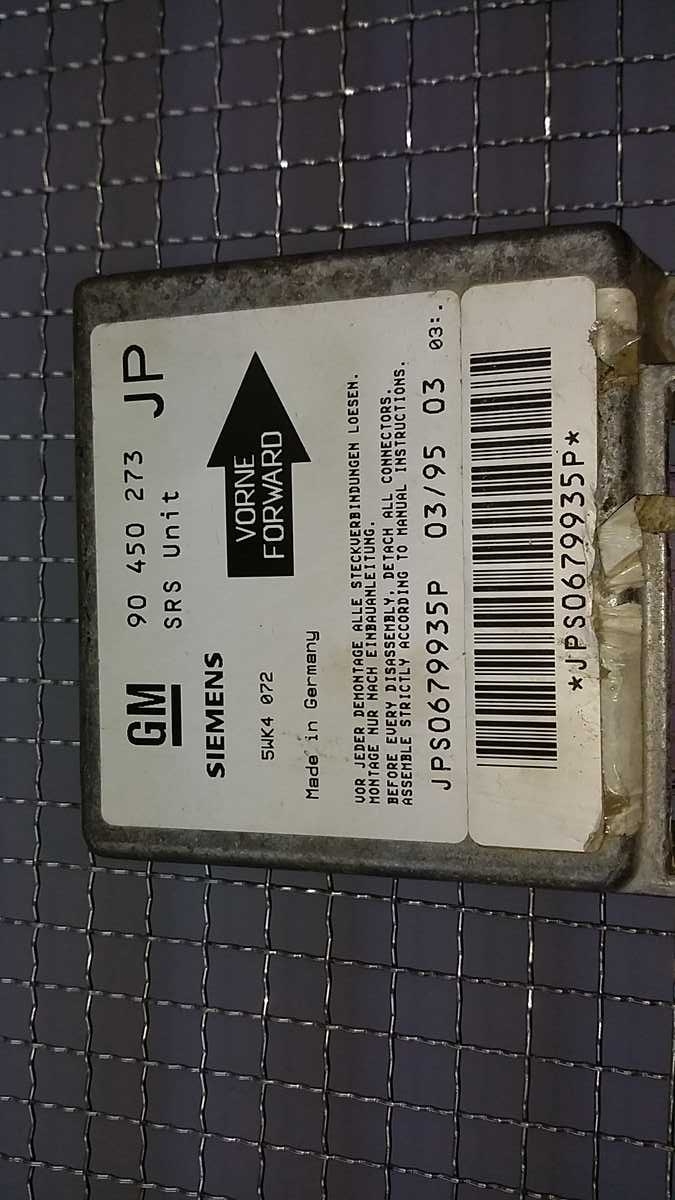 GM 90 450 273 JP
SIEMENS SRS Unit
5WK4 072
VORNE
FORWARD
Made in Germany
VOR JEDER DEMONTAGE ALLE STECKVERBINDUNGEN LOESEN.
MONTAGE NUR NACH EINBAUANLEITUNG.
BEFORE EVERY DISASSEMBLY, DETACH ALL CONNECTORS.
ASSEMBLE STRICTLY ACCORDING TO MANUAL INSTRUCTIONS.
JPS0679935P 03/95 03 03:.
*JPS0679935P*